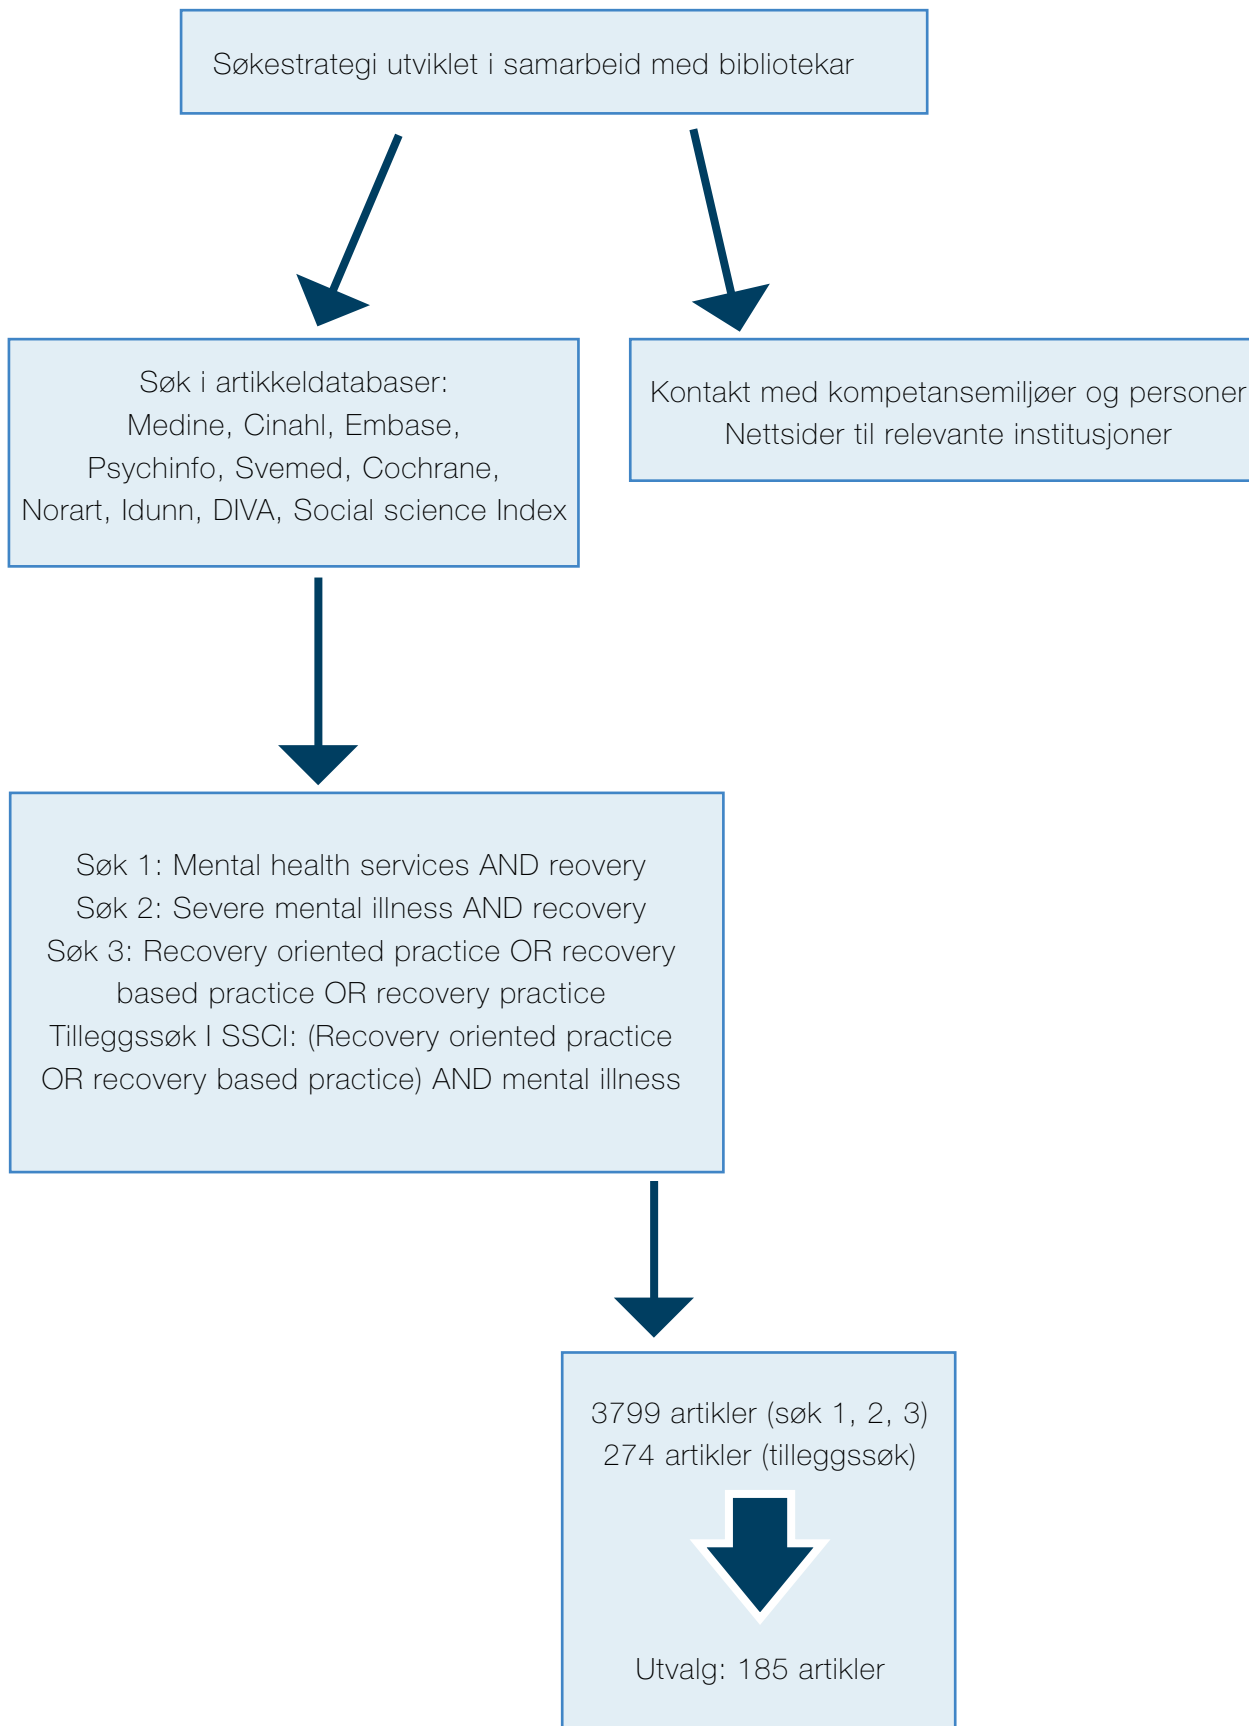 Søkestrategi utviklet i samarbeid med bibliotekar
Søk i artikkeldatabaser:
Medine, Cinahl, Embase,
Psychinfo, Svemed, Cochrane,
Norart, Idunn, DIVA, Social science Index
Kontakt med kompetansemiljøer og personer
Nettsider til relevante institusjoner
Søk 1: Mental health services AND reovery
Søk 2: Severe mental illness AND recovery
Søk 3: Recovery oriented practice OR recovery
based practice OR recovery practice
Tilleggssøk I SSCI: (Recovery oriented practice
OR recovery based practice) AND mental illness
3799 artikler (søk 1, 2, 3)
274 artikler (tilleggssøk)
Utvalg: 185 artikler